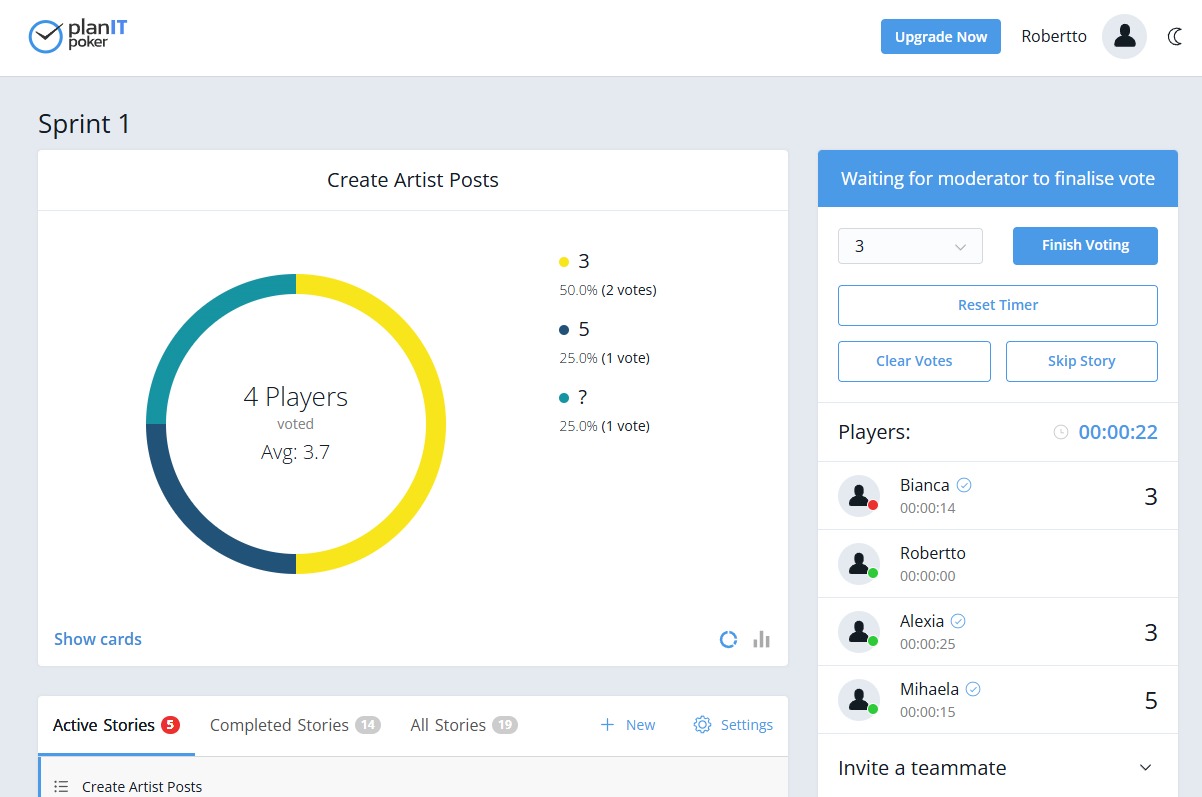 planIT
poker
Upgrade Now
Robertto
Sprint 1
Create Artist Posts
3
50.0% (2 votes)
5
25.0% (1 vote)
?
25.0% (1 vote)
4 Players
voted
Avg: 3.7
Show cards
Active Stories 5
Completed Stories 14
All Stories 19
New
Settings
Create Artist Posts
Waiting for moderator to finalise vote
3
Finish Voting
Reset Timer
Clear Votes
Skip Story
Players:
00:00:22
Bianca
00:00:14
3
Robertto
00:00:00
Alexia
00:00:25
3
Mihaela
00:00:15
5
Invite a teammate